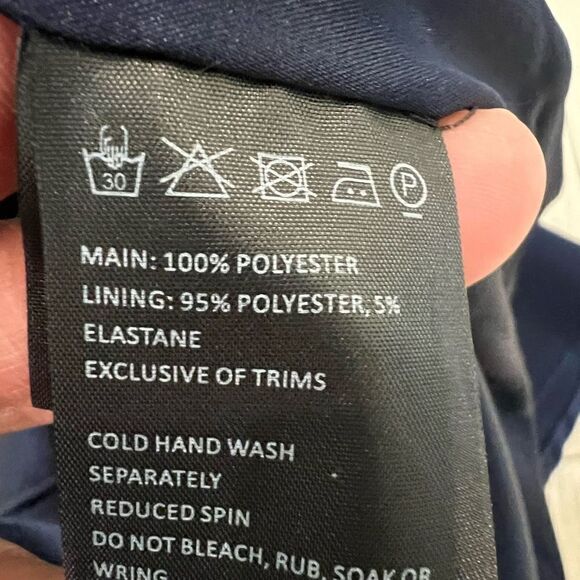 30 P
MAIN: 100% POLYESTER
LINING: 95% POLYESTER, 5%
ELASTANE
EXCLUSIVE OF TRIMS
COLD HAND WASH
SEPARATELY
REDUCED SPIN
DO NOT BLEACH, RUB, SOAK OR
WRING